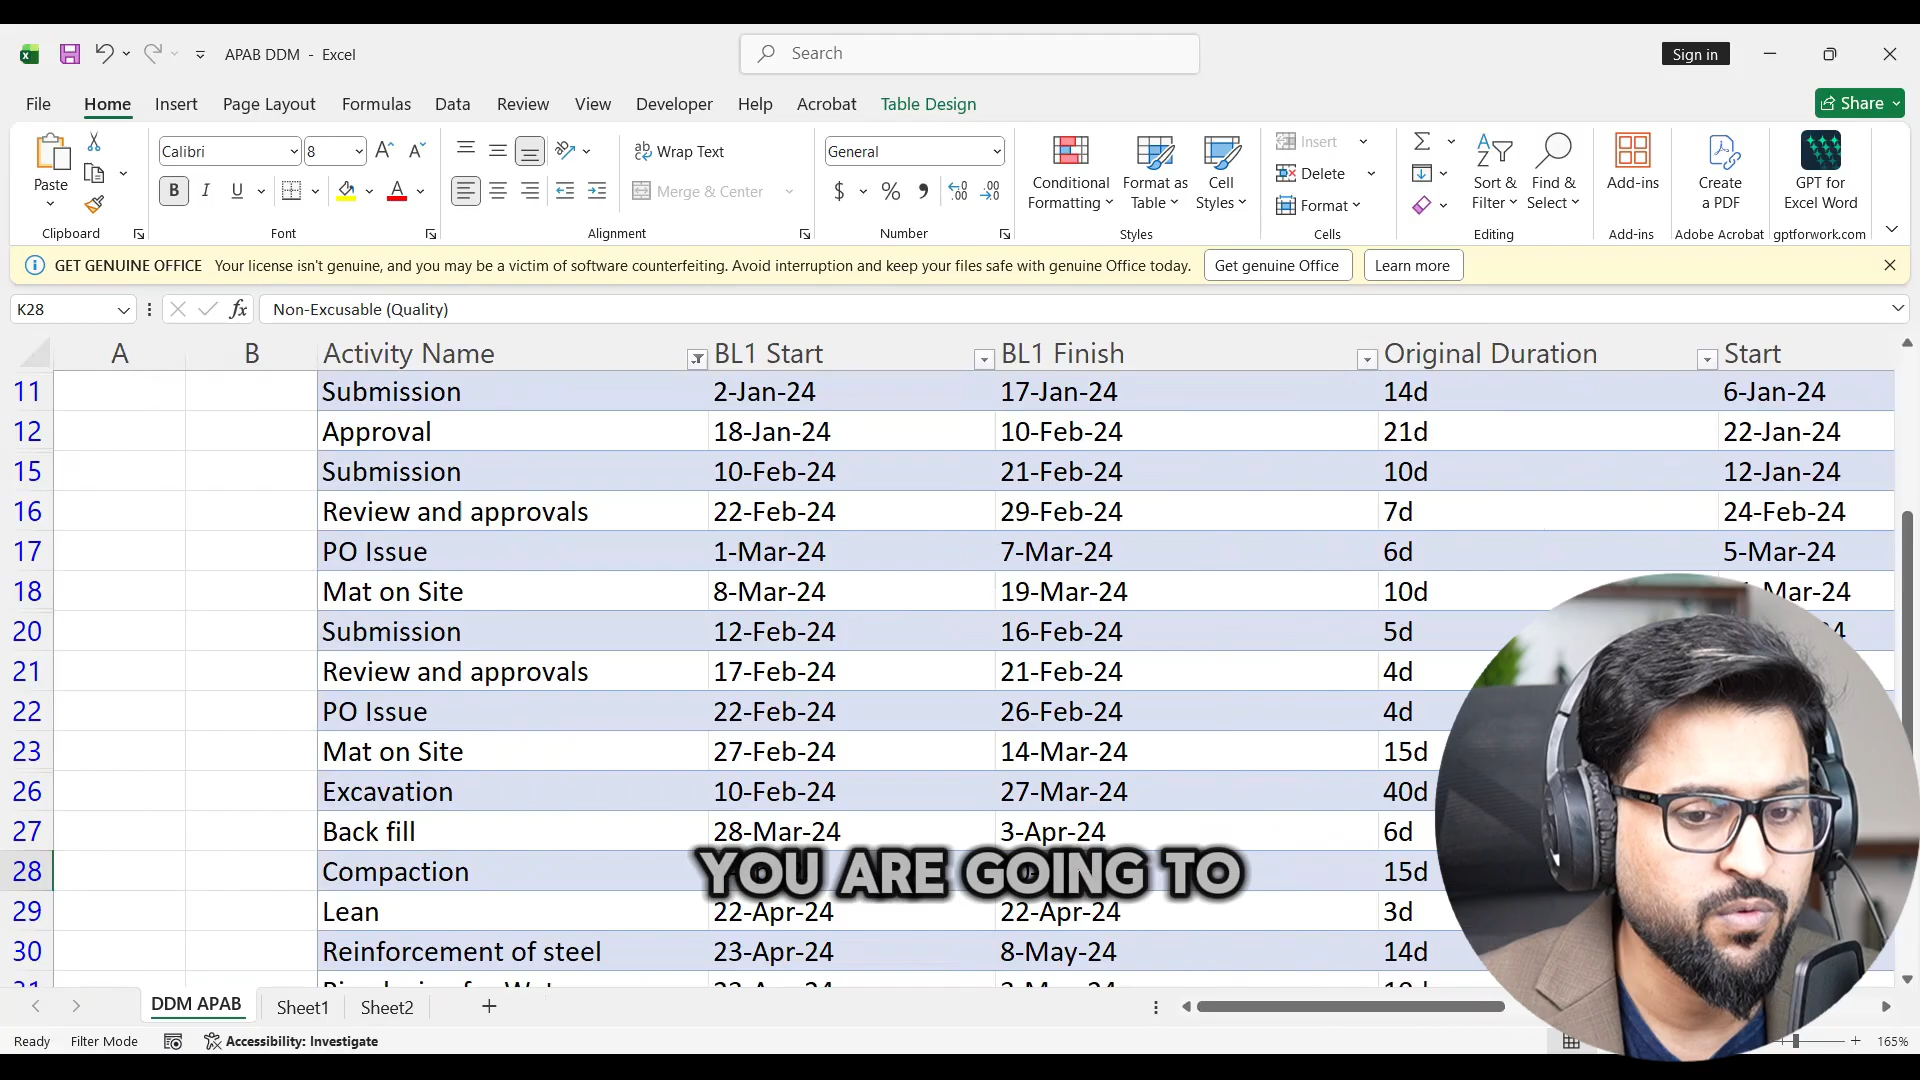 APAB DDM - Excel
Search
Sign in
File Home Insert Page Layout Formulas Data Review View Developer Help Acrobat Table Design
Share
Paste
Clipboard
Calibri 8
B I U
Font
Wrap Text
Merge & Center
Alignment
General
$ %
Number
Conditional Formatting
Format as Table
Cell Styles
Styles
Insert
Delete
Format
Cells
Sort & Filter
Find & Select
Editing
Add-ins
Add-ins
Create a PDF
Adobe Acrobat
GPT for Excel Word
gptforwork.com
GET GENUINE OFFICE Your license isn't genuine, and you may be a victim of software counterfeiting. Avoid interruption and keep your files safe with genuine Office today. Get genuine Office Learn more
K28 fx Non-Excusable (Quality)
A B Activity Name BL1 Start BL1 Finish Original Duration Start
11 Submission 2-Jan-24 17-Jan-24 14d 6-Jan-24
12 Approval 18-Jan-24 10-Feb-24 21d 22-Jan-24
15 Submission 10-Feb-24 21-Feb-24 10d 12-Jan-24
16 Review and approvals 22-Feb-24 29-Feb-24 7d 24-Feb-24
17 PO Issue 1-Mar-24 7-Mar-24 6d 5-Mar-24
18 Mat on Site 8-Mar-24 19-Mar-24 10d Mar-24
20 Submission 12-Feb-24 16-Feb-24 5d
21 Review and approvals 17-Feb-24 21-Feb-24 4d
22 PO Issue 22-Feb-24 26-Feb-24 4d
23 Mat on Site 27-Feb-24 14-Mar-24 15d
26 Excavation 10-Feb-24 27-Mar-24 40d
27 Back fill 28-Mar-24 3-Apr-24 6d
28 Compaction 15d
YOU ARE GOING TO
29 Lean 22-Apr-24 22-Apr-24 3d
30 Reinforcement of steel 23-Apr-24 8-May-24 14d
DDM APAB Sheet1 Sheet2
Ready Filter Mode Accessibility: Investigate 165%